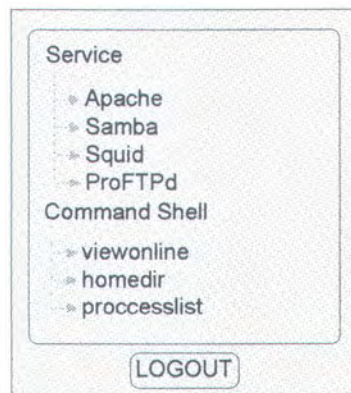 Service
Apache
Samba
Squid
ProFTPd
Command Shell
viewonline
homedir
proccesslist
LOGOUT